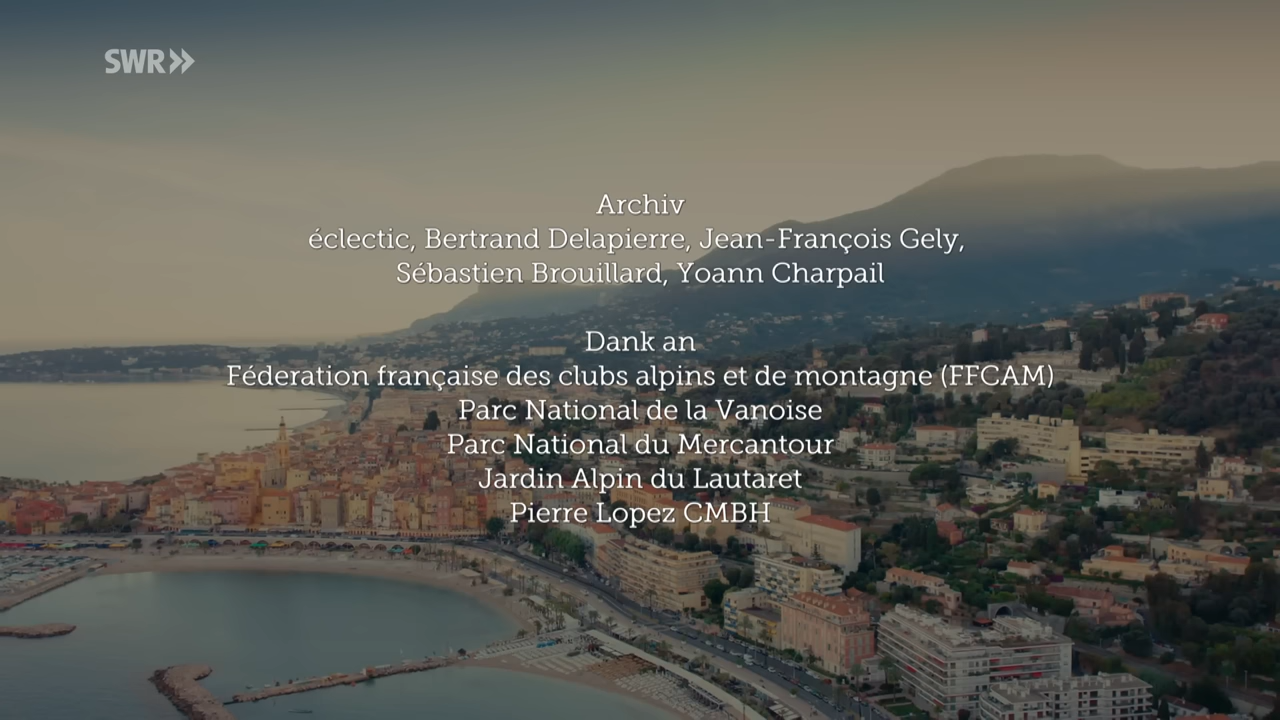 SWR
Archiv
éclectic, Bertrand Delapierre, Jean-François Gely,
Sébastien Brouillard, Yoann Charpail
Dank an
Féderation française des clubs alpins et de montagne (FFCAM)
Parc National de la Vanoise
Parc National du Mercantour
Jardin Alpin du Lautaret
Pierre Lopez CMBH